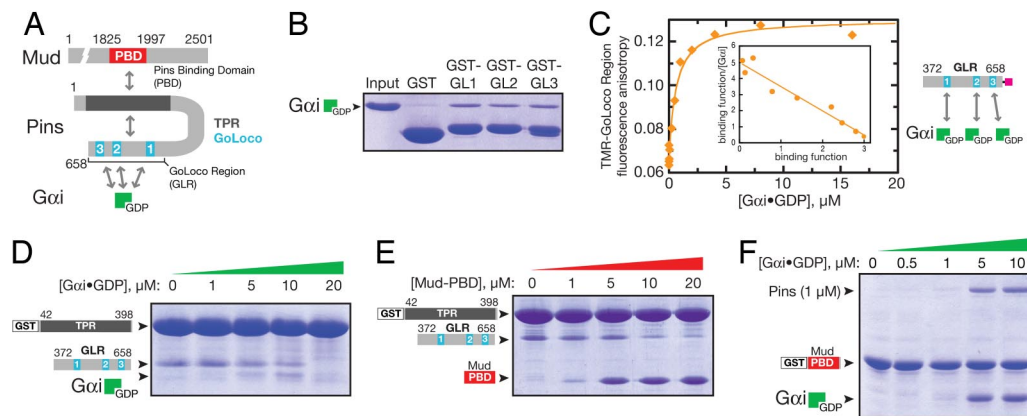 A
1 1825 1997 2501
Mud PBD
Pins Binding Domain
(PBD)
1
Pins
TPR
GoLoco
3 2 1
658
GoLoco Region
(GLR)
Gαi
GDP
B
GST- GST- GST-
Input GST GL1 GL2 GL3
Gαi GDP
C
TMR-GoLoco Region
fluorescence anisotropy
0.12
0.10
0.08
0.06
0 5 10 15 20
[Gαi•GDP], μM
binding function/[Gαi]
6
5
4
3
2
1
0
0 1 2 3
binding function
372 GLR 658
1 2 3
Gαi
GDP GDP GDP
D
[Gαi•GDP], μM: 0 1 5 10 20
42 398
GST TPR
372 GLR 658
1 2 3
Gαi GDP
E
[Mud-PBD], μM: 0 1 5 10 20
42 398
GST TPR
372 GLR 658
1 2 3
Mud
PBD
F
[Gαi•GDP], μM: 0 0.5 1 5 10
Pins (1 μM)
Mud
GST PBD
Gαi GDP